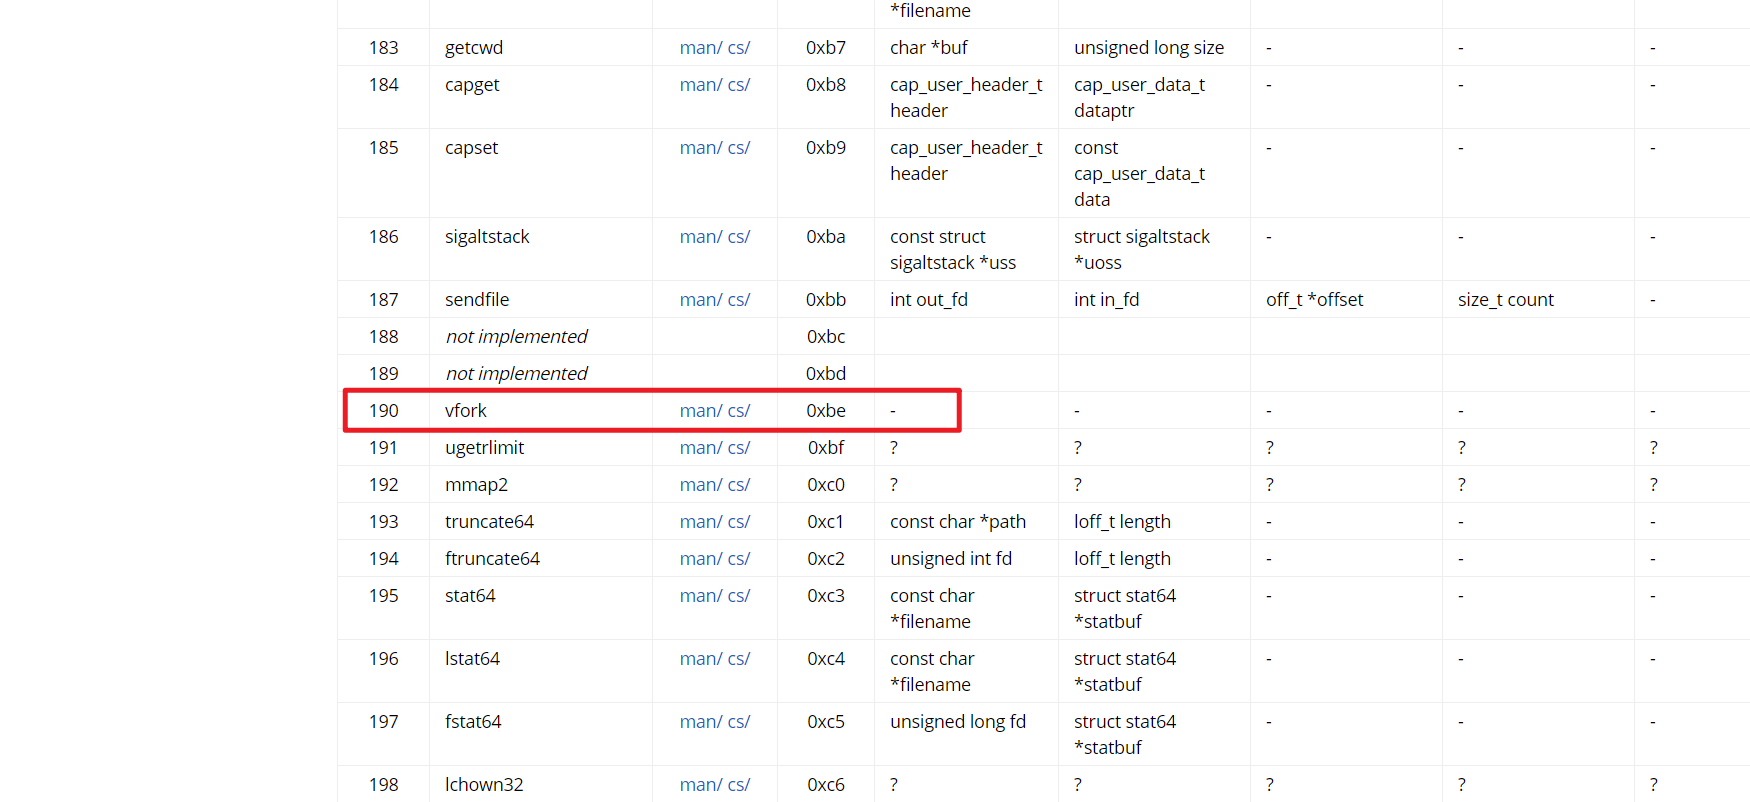 *filename
183 getcwd man/ cs/ 0xb7 char *buf unsigned long size - - -
184 capget man/ cs/ 0xb8 cap_user_header_t cap_user_data_t - - -
header dataptr
185 capset man/ cs/ 0xb9 cap_user_header_t const - - -
header cap_user_data_t
data
186 sigaltstack man/ cs/ 0xba const struct struct sigaltstack - - -
sigaltstack *uss *uoss
187 sendfile man/ cs/ 0xbb int out_fd int in_fd off_t *offset size_t count -
188 not implemented 0xbc
189 not implemented 0xbd
190 vfork man/ cs/ 0xbe - - - - -
191 ugetrlimit man/ cs/ 0xbf ? ? ? ? ?
192 mmap2 man/ cs/ 0xc0 ? ? ? ? ?
193 truncate64 man/ cs/ 0xc1 const char *path loff_t length - - -
194 ftruncate64 man/ cs/ 0xc2 unsigned int fd loff_t length - - -
195 stat64 man/ cs/ 0xc3 const char struct stat64 - - -
*filename *statbuf
196 lstat64 man/ cs/ 0xc4 const char struct stat64 - - -
*filename *statbuf
197 fstat64 man/ cs/ 0xc5 unsigned long fd struct stat64 - - -
*statbuf
198 lchown32 man/ cs/ 0xc6 ? ? ? ? ?